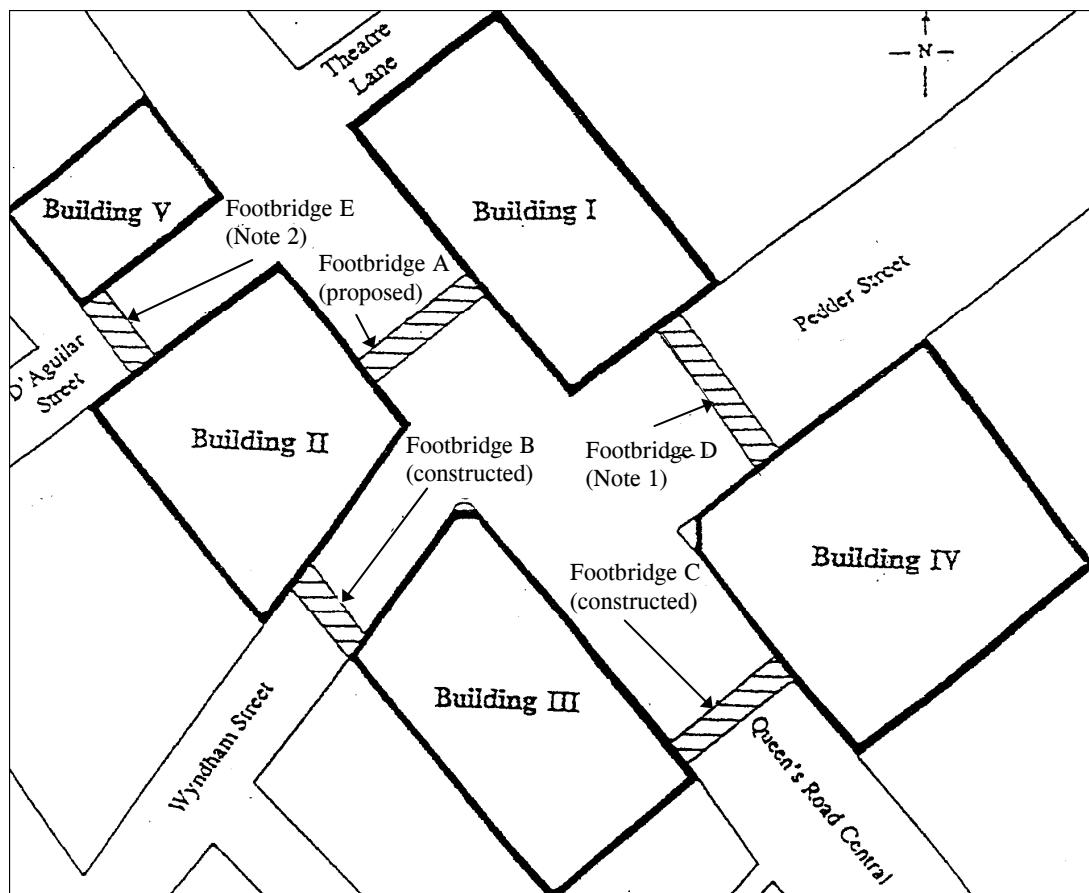 Theatre
Lane
N
Building V
Building I
Footbridge E
(Note 2)
Footbridge A
(proposed)
Pedder Street
D'Aguilar
Street
Building II
Footbridge B
(constructed)
Footbridge D
(Note 1)
Building IV
Footbridge C
(constructed)
Building III
Wyndham Street
Queen's Road Central